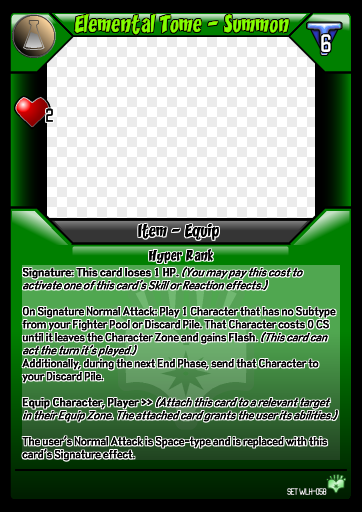 Elemental Tome - Summon
6
2
Item - Equip
Hyper Rank
Signature: This card loses 1 HP. (You may pay this cost to
activate one of this card's Skill or Reaction effects.)
On Signature Normal Attack: Play 1 Character that has no Subtype
from your Fighter Pool or Discard Pile. That Character costs 0 CS
until it leaves the Character Zone and gains Flash. (This card can
act the turn it's played.)
Additionally, during the next End Phase, send that Character to
your Discard Pile.
Equip Character, Player >> (Attach this card to a relevant target
in their Equip Zone. The attached card grants the user its abilities.)
The user's Normal Attack is Space-type and is replaced with this
card's Signature effect.
SET WLH-058